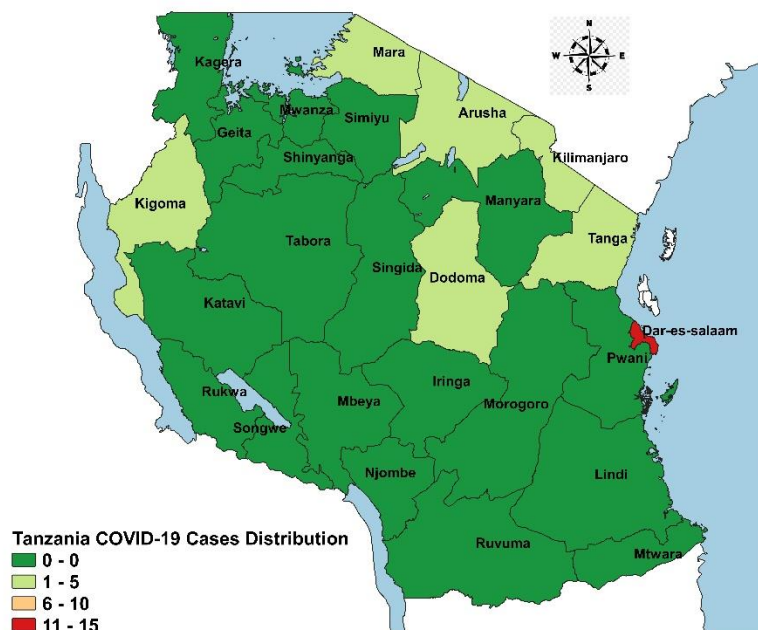 N
W E
S
Mara
Kagera
Mwanza
Simiyu
Arusha
Geita
Shinyanga
Kilimanjaro
Kigoma
Manyara
Tabora
Tanga
Singida
Dodoma
Katavi
Dar-es-salaam
Pwani
Iringa
Rukwa
Mbeya
Morogoro
Songwe
Njombe
Lindi
Ruvuma
Mtwara
Tanzania COVID-19 Cases Distribution
0 - 0
1 - 5
6 - 10
11 - 15